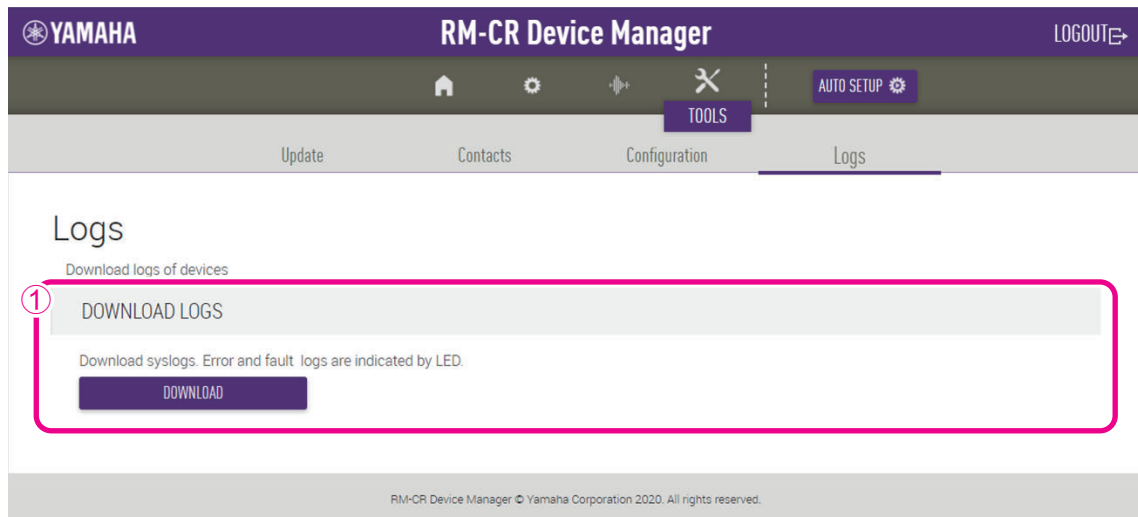 YAMAHA
RM-CR Device Manager
LOGOUT
AUTO SETUP
TOOLS
Update Contacts Configuration Logs
Logs
Download logs of devices
①
DOWNLOAD LOGS
Download syslogs. Error and fault logs are indicated by LED.
DOWNLOAD
RM-CR Device Manager © Yamaha Corporation 2020. All rights reserved.